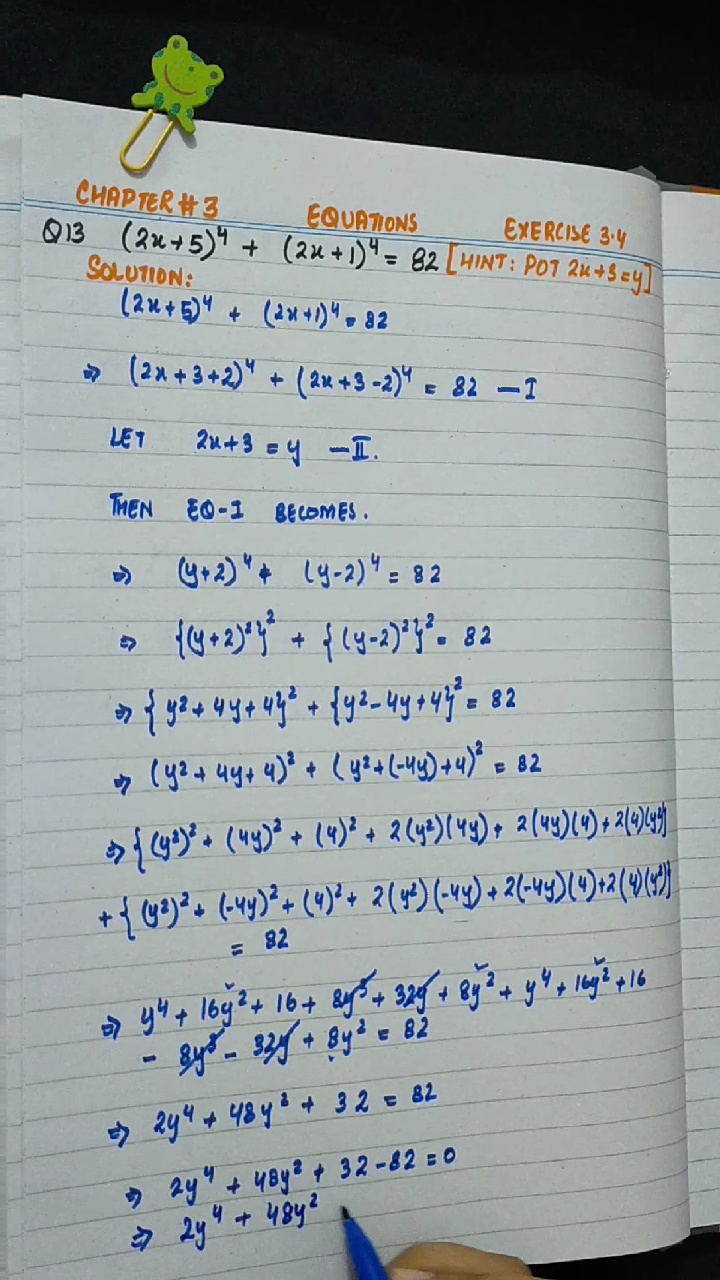 CHAPTER # 3 EQUATIONS EXERCISE 3.4
Q13 (2x+5)⁴ + (2x+1)⁴ = 82 [HINT: POT 2x+3=y]
SOLUTION:
(2x+5)⁴ + (2x+1)⁴ = 82
⇒ (2x+3+2)⁴ + (2x+3-2)⁴ = 82 —I
LET 2x+3 = y —II.
THEN EQ-I BECOMES.
⇒ (y+2)⁴ + (y-2)⁴ = 82
⇒ {(y+2)²}² + {(y-2)²}² = 82
⇒ {y²+4y+4}² + {y²-4y+4}² = 82
⇒ (y²+4y+4)² + (y²+(-4y)+4)² = 82
⇒ {(y²)² + (4y)² + (4)² + 2(y²)(4y) + 2(4y)(4) + 2(4)(y²)}
+ {(y²)² + (-4y)² + (4)² + 2(y²)(-4y) + 2(-4y)(4) + 2(4)(y²)}
= 82
⇒ y⁴ + 16y² + 16 + 8y³ + 32y + 8y² + y⁴ + 16y² + 16
- 8y³ - 32y + 8y² = 82
⇒ 2y⁴ + 48y² + 32 = 82
⇒ 2y⁴ + 48y² + 32 - 82 = 0
⇒ 2y⁴ + 48y²